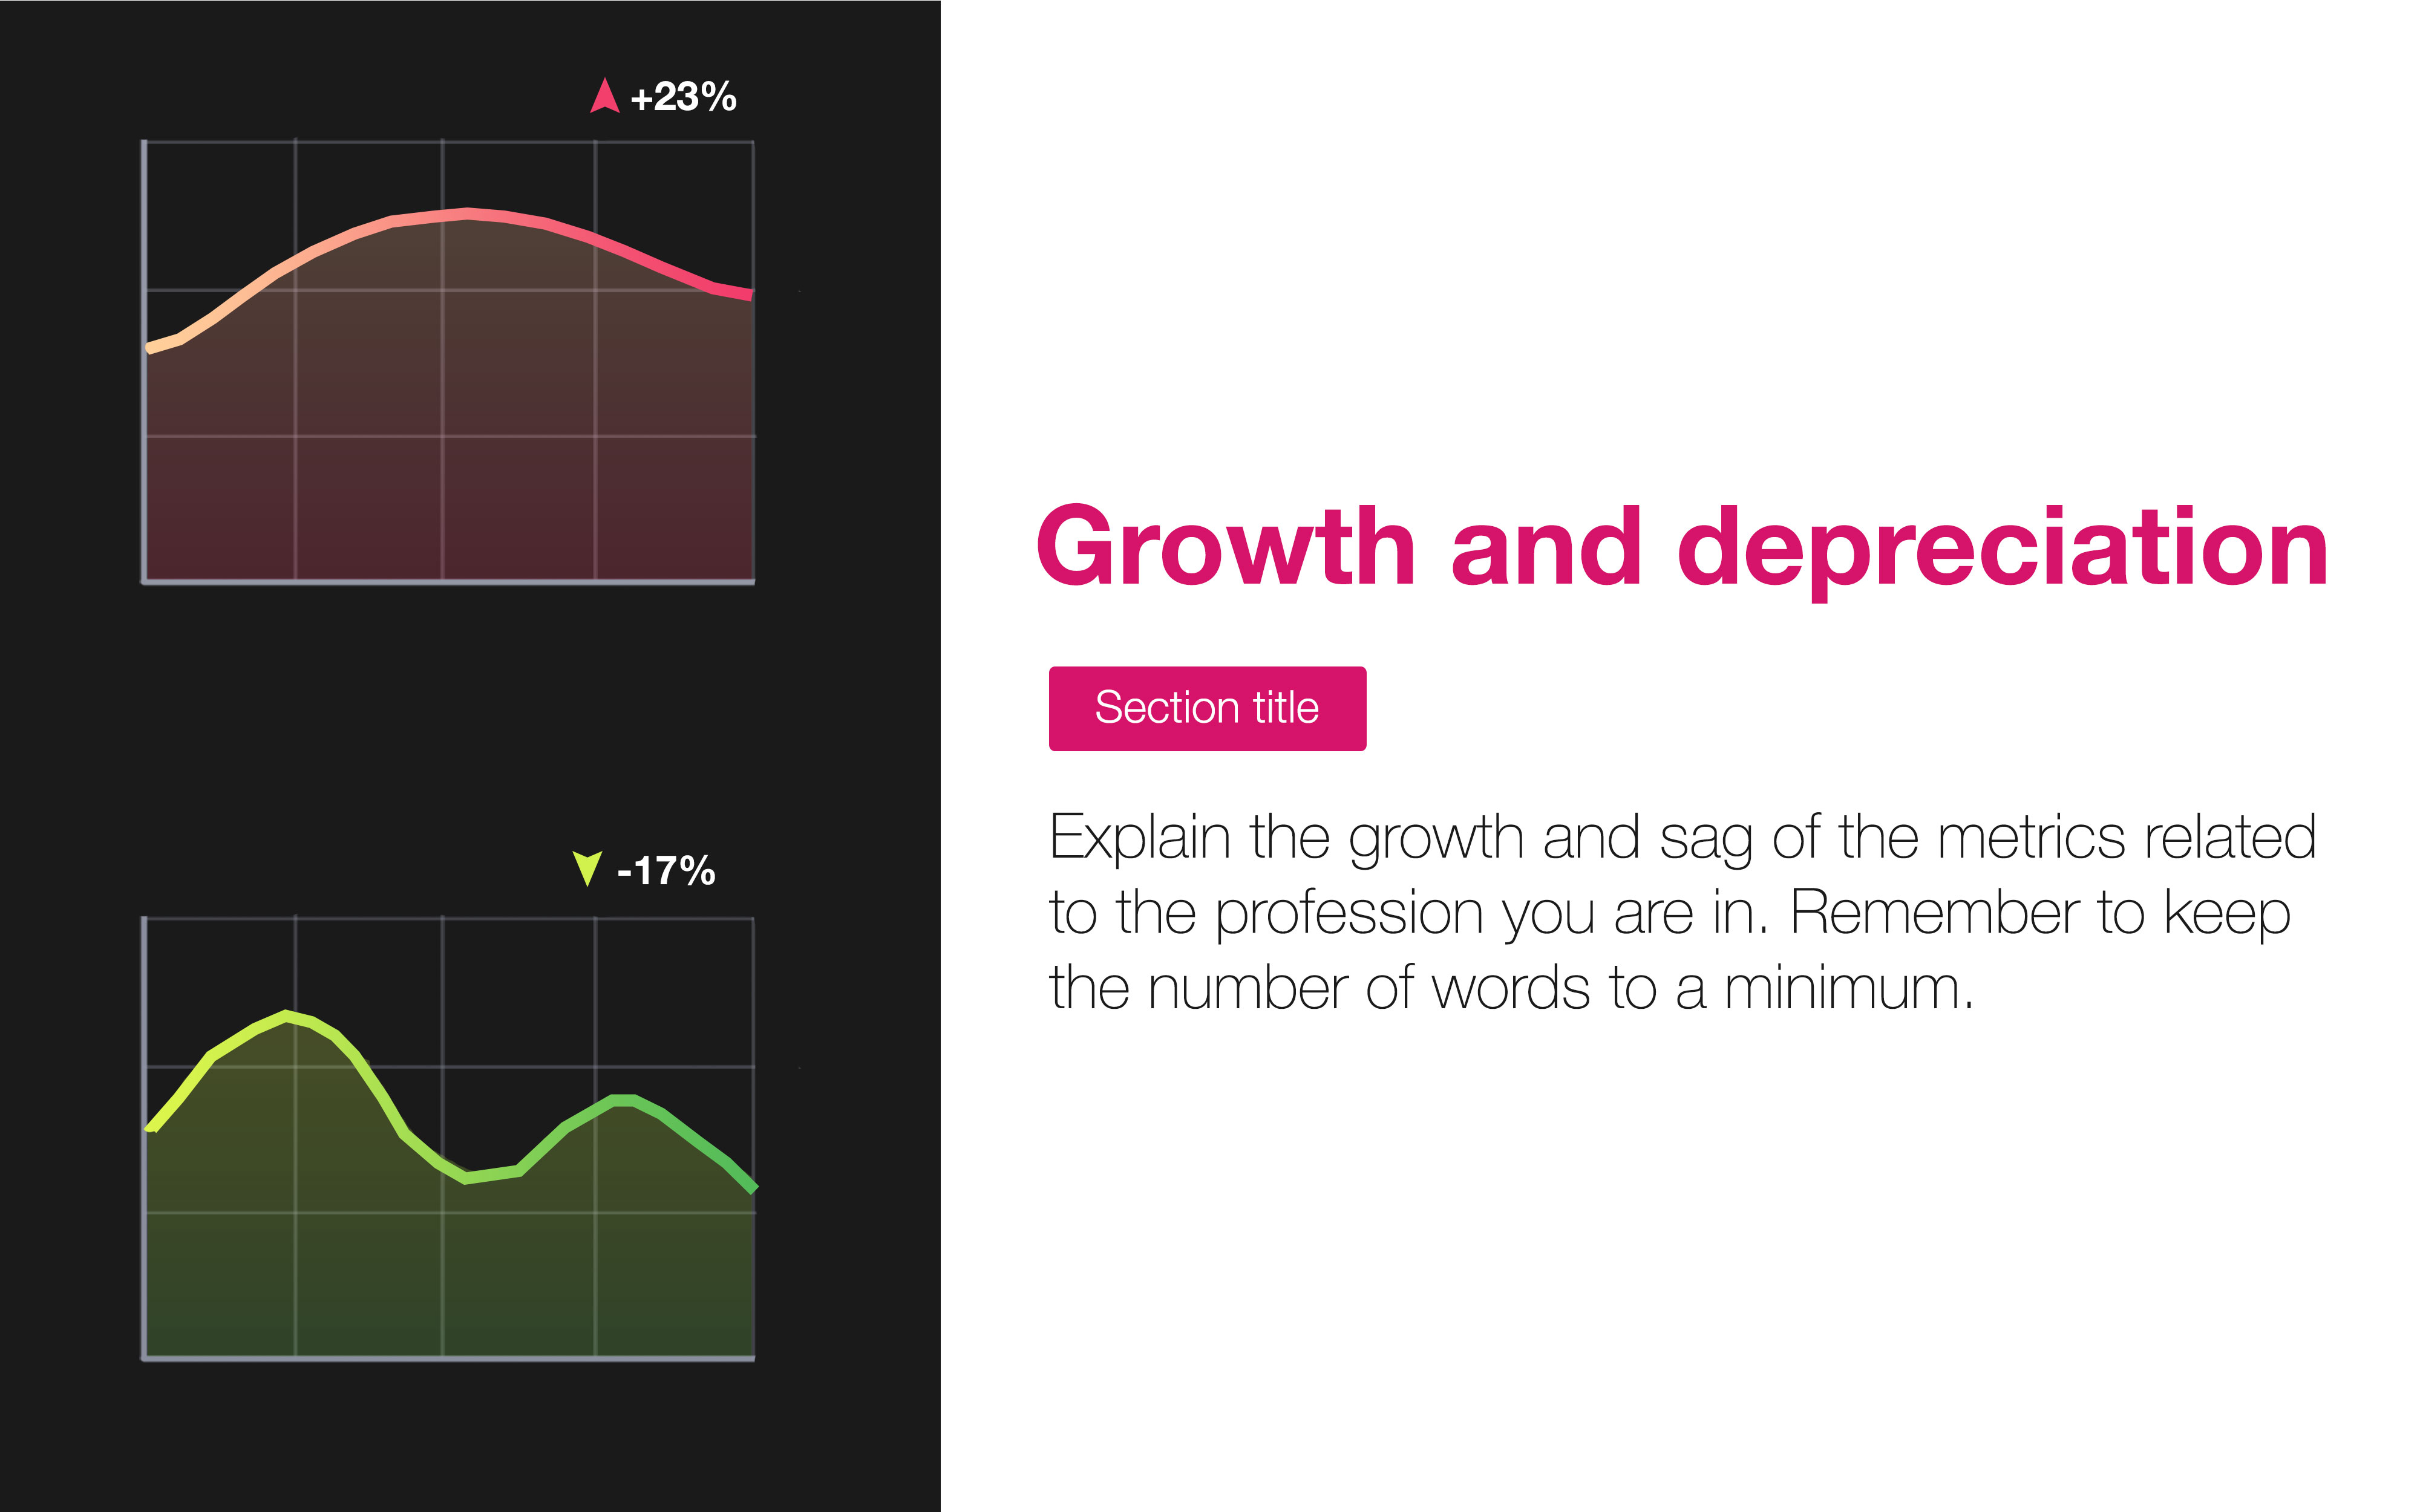 +23%
-17%
Growth and depreciation
Section title
Explain the growth and sag of the metrics related
to the profession you are in. Remember to keep
the number of words to a minimum.